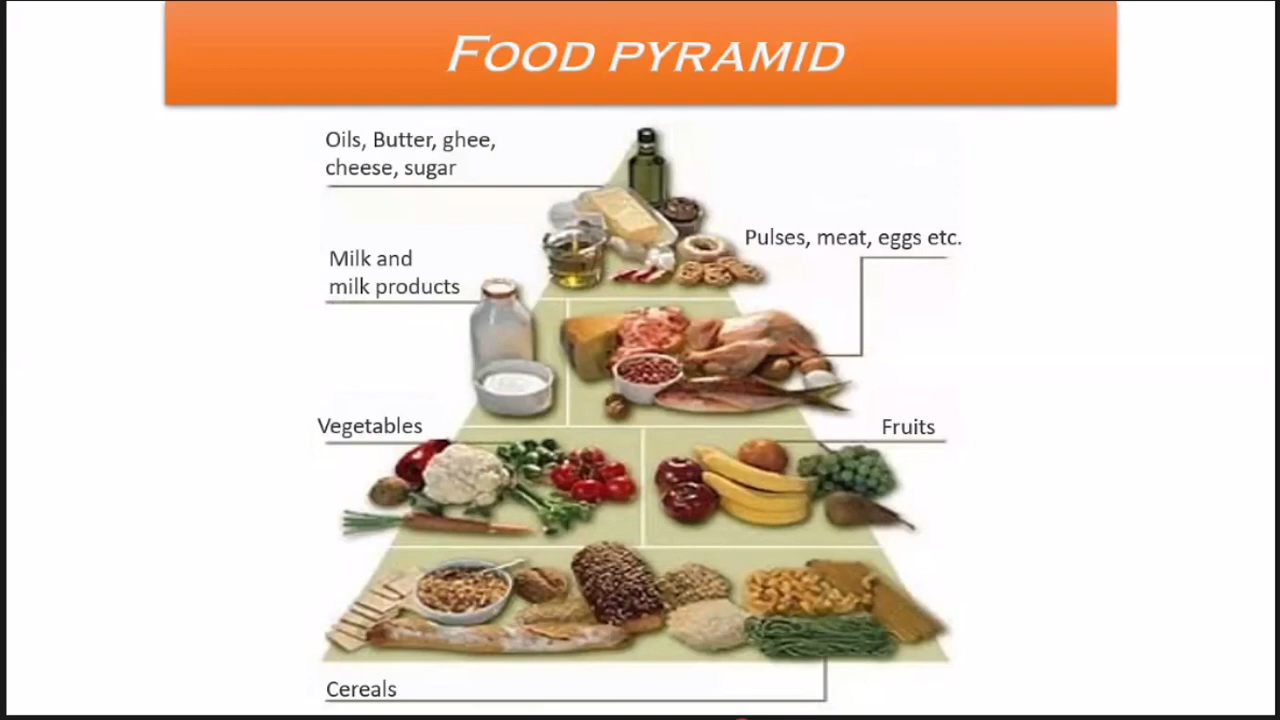 FOOD PYRAMID
Oils, Butter, ghee,
cheese, sugar
Pulses, meat, eggs etc.
Milk and
milk products
Vegetables
Fruits
Cereals